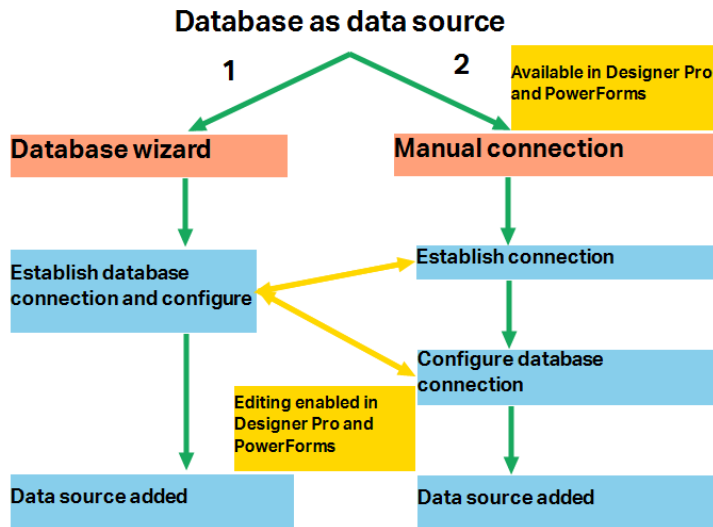 Database as data source
1
2
Available in Designer Pro
and PowerForms
Database wizard
Manual connection
Establish database
connection and configure
Establish connection
Configure database
connection
Editing enabled in
Designer Pro and
PowerForms
Data source added
Data source added